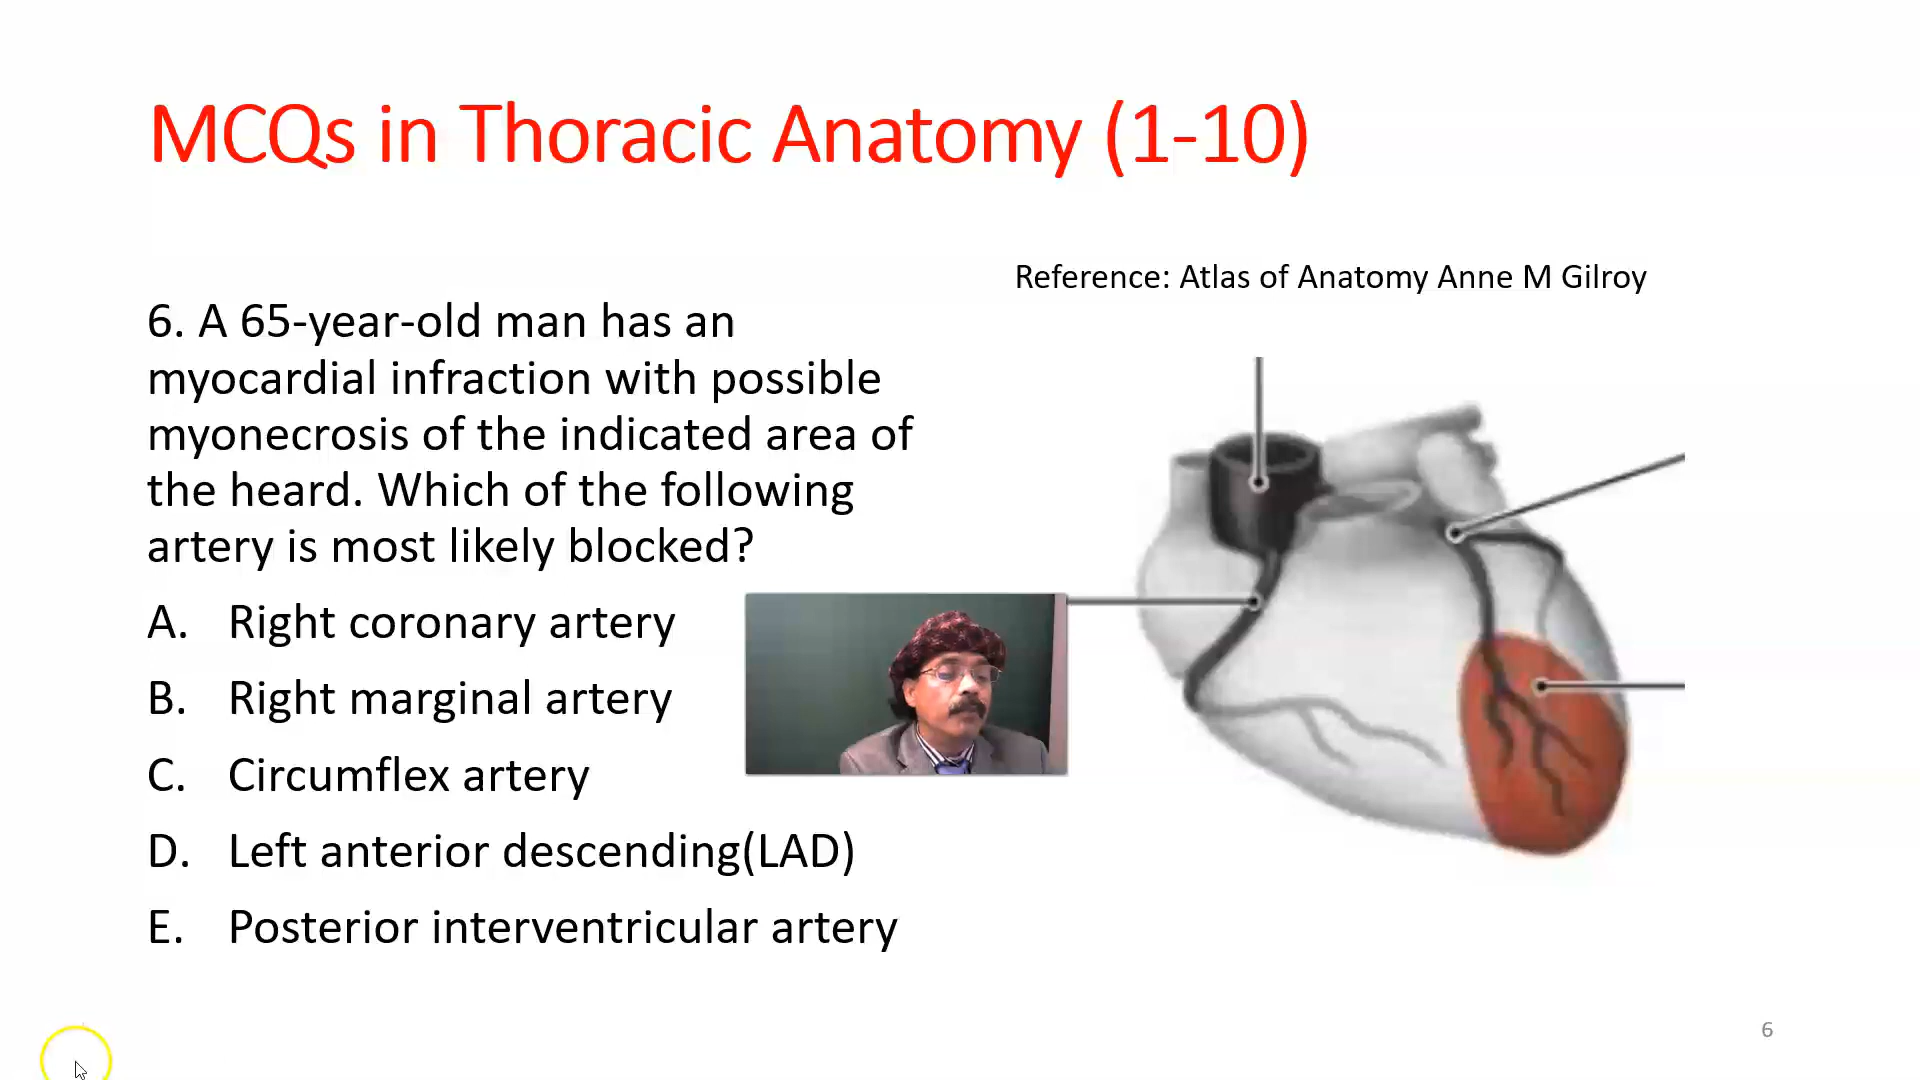 MCQs in Thoracic Anatomy (1-10)
Reference: Atlas of Anatomy Anne M Gilroy
6. A 65-year-old man has an
myocardial infraction with possible
myonecrosis of the indicated area of
the heard. Which of the following
artery is most likely blocked?
A. Right coronary artery
B. Right marginal artery
C. Circumflex artery
D. Left anterior descending(LAD)
E. Posterior interventricular artery
6